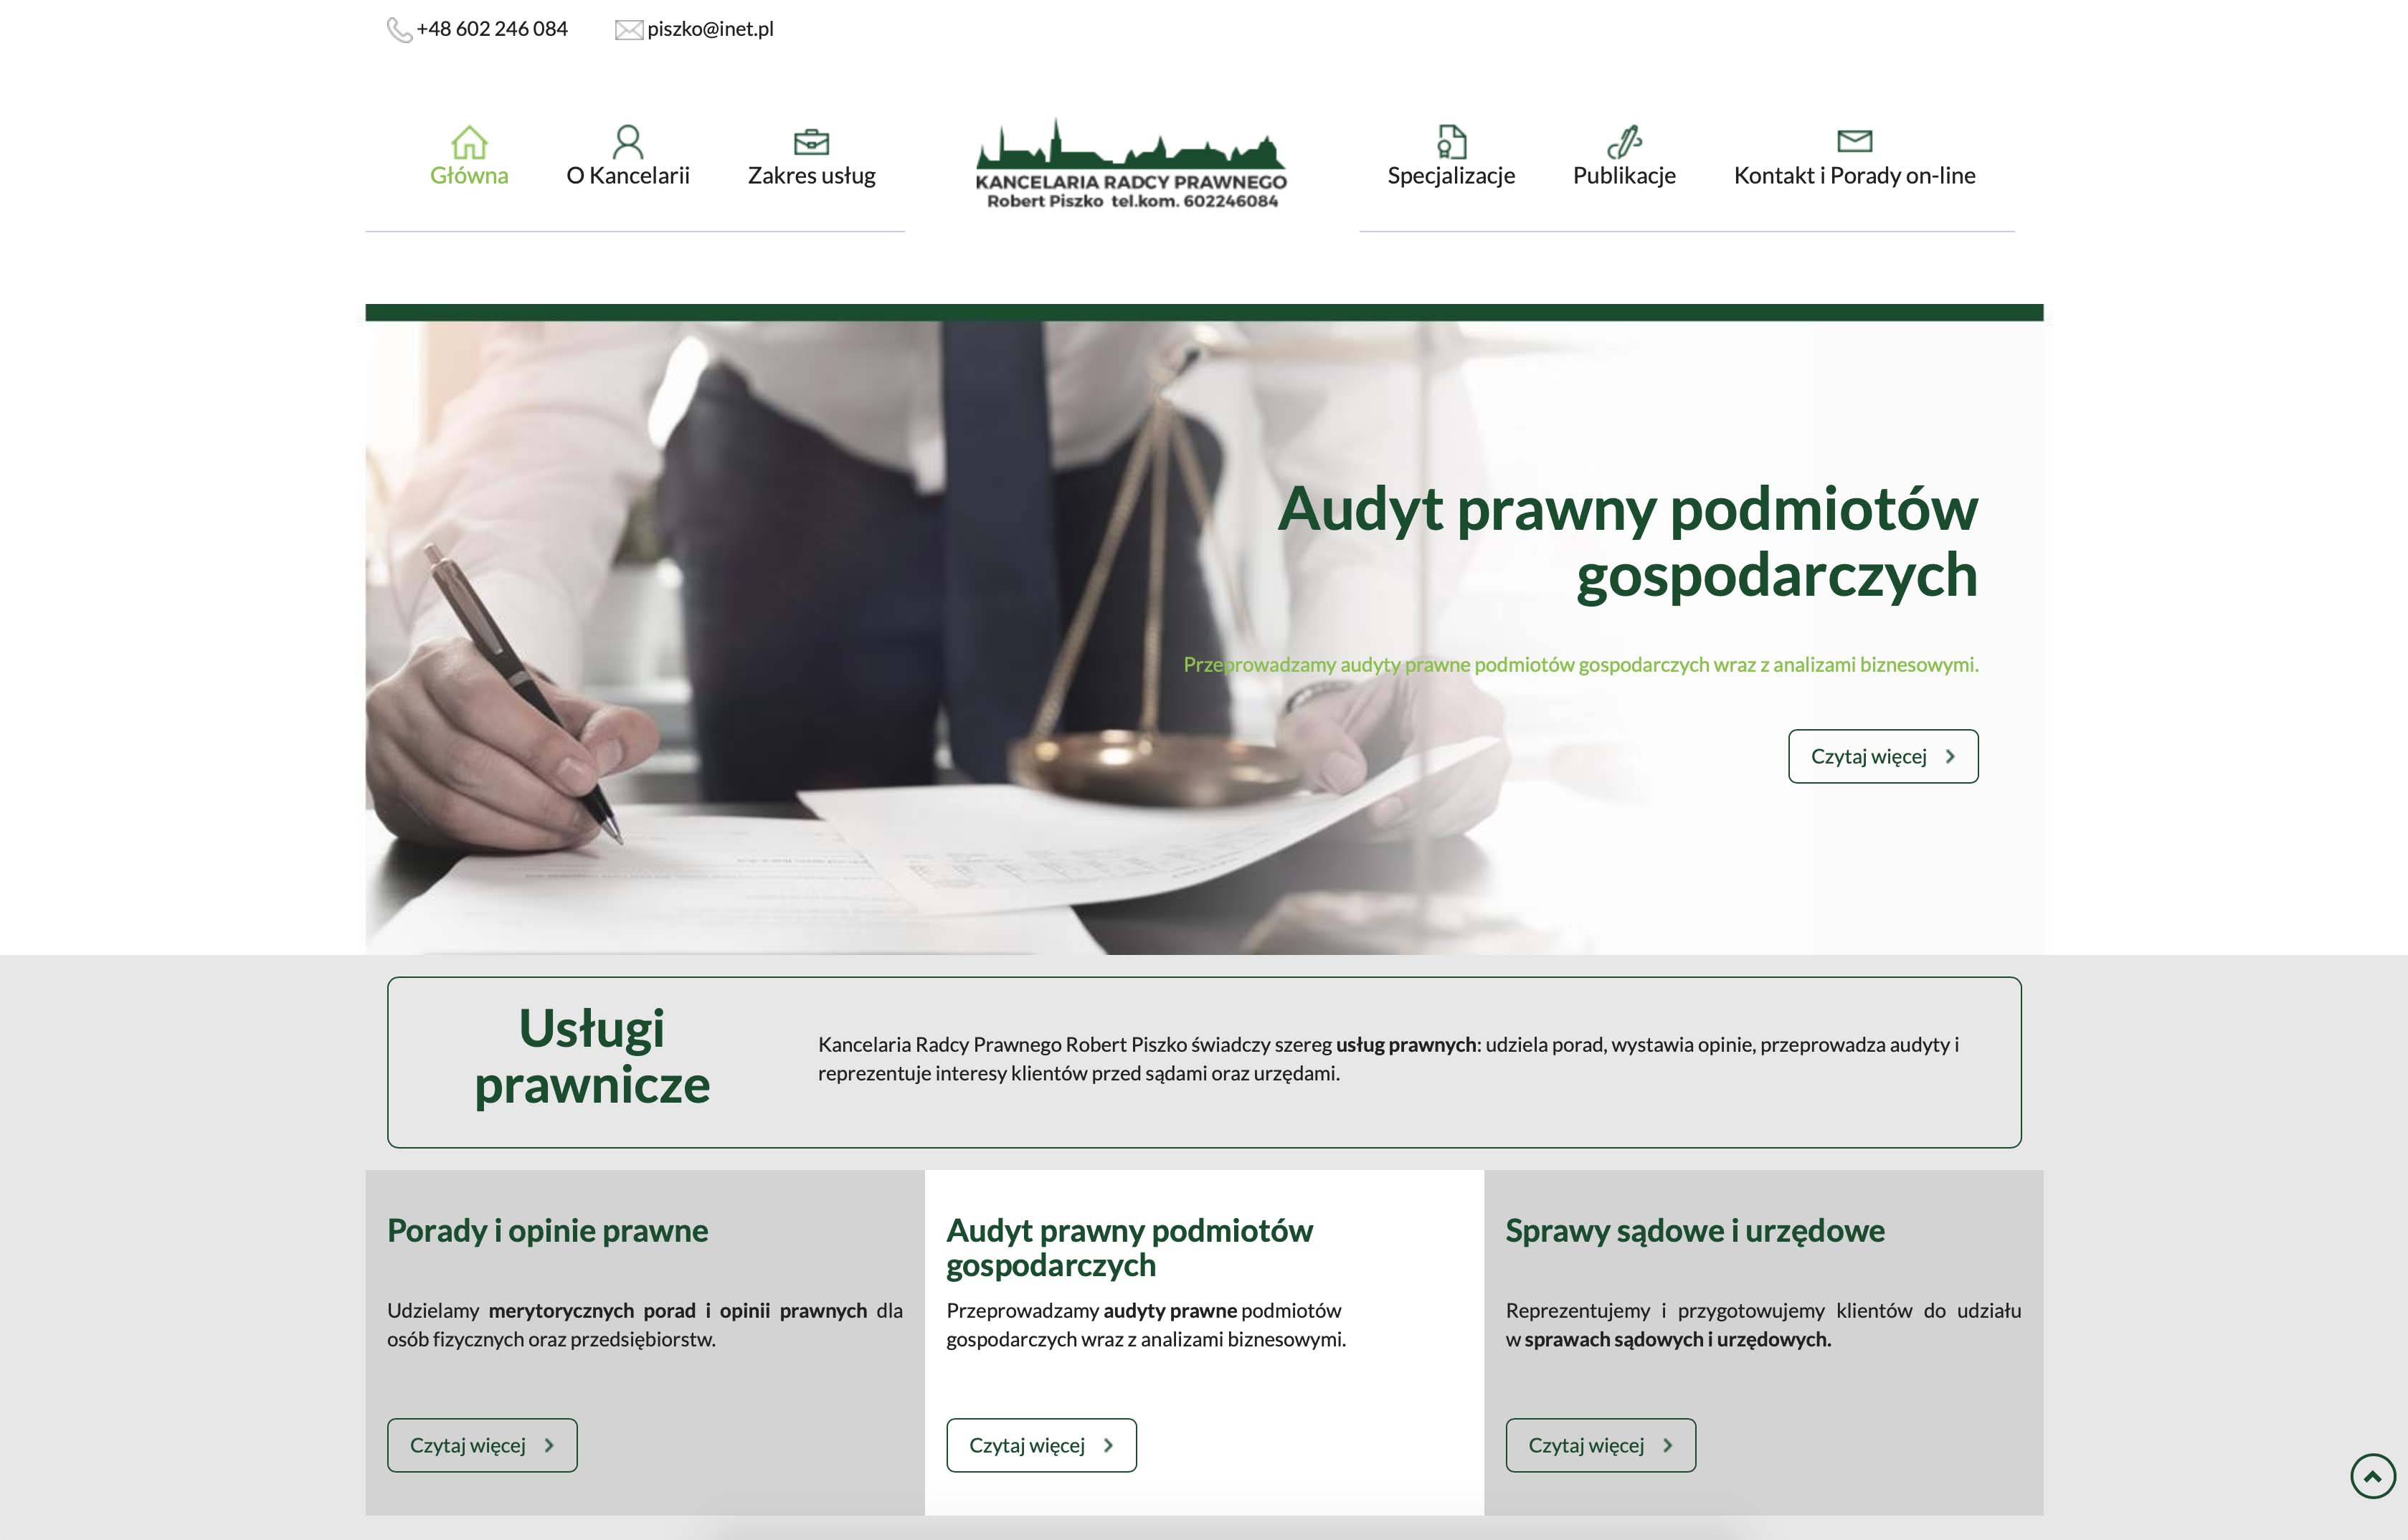 +48 602 246 084
piszko@inet.pl
Główna
O Kancelarii
Zakres usług
KANCELARIA RADCY PRAWNEGO
Robert Piszko tel.kom. 602246084
Specjalizacje
Publikacje
Kontakt i Porady on-line
Audyt prawny podmiotów
gospodarczych
Przeprowadzamy audyty prawne podmiotów gospodarczych wraz z analizami biznesowymi.
Czytaj więcej
Usługi
prawnicze
Kancelaria Radcy Prawnego Robert Piszko świadczy szereg usług prawnych: udziela porad, wystawia opinie, przeprowadza audyty i
reprezentuje interesy klientów przed sądami oraz urzędami.
Porady i opinie prawne
Udzielamy merytorycznych porad i opinii prawnych dla
osób fizycznych oraz przedsiębiorstw.
Czytaj więcej
Audyt prawny podmiotów
gospodarczych
Przeprowadzamy audyty prawne podmiotów
gospodarczych wraz z analizami biznesowymi.
Czytaj więcej
Sprawy sądowe i urzędowe
Reprezentujemy i przygotowujemy klientów do udziału
w sprawach sądowych i urzędowych.
Czytaj więcej